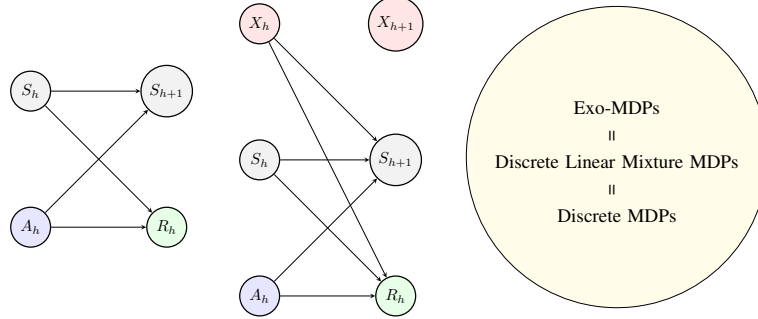 S_h
S_{h+1}
A_h
R_h
X_h
X_{h+1}
S_h
S_{h+1}
A_h
R_h
Exo-MDPs
=
Discrete Linear Mixture MDPs
=
Discrete MDPs